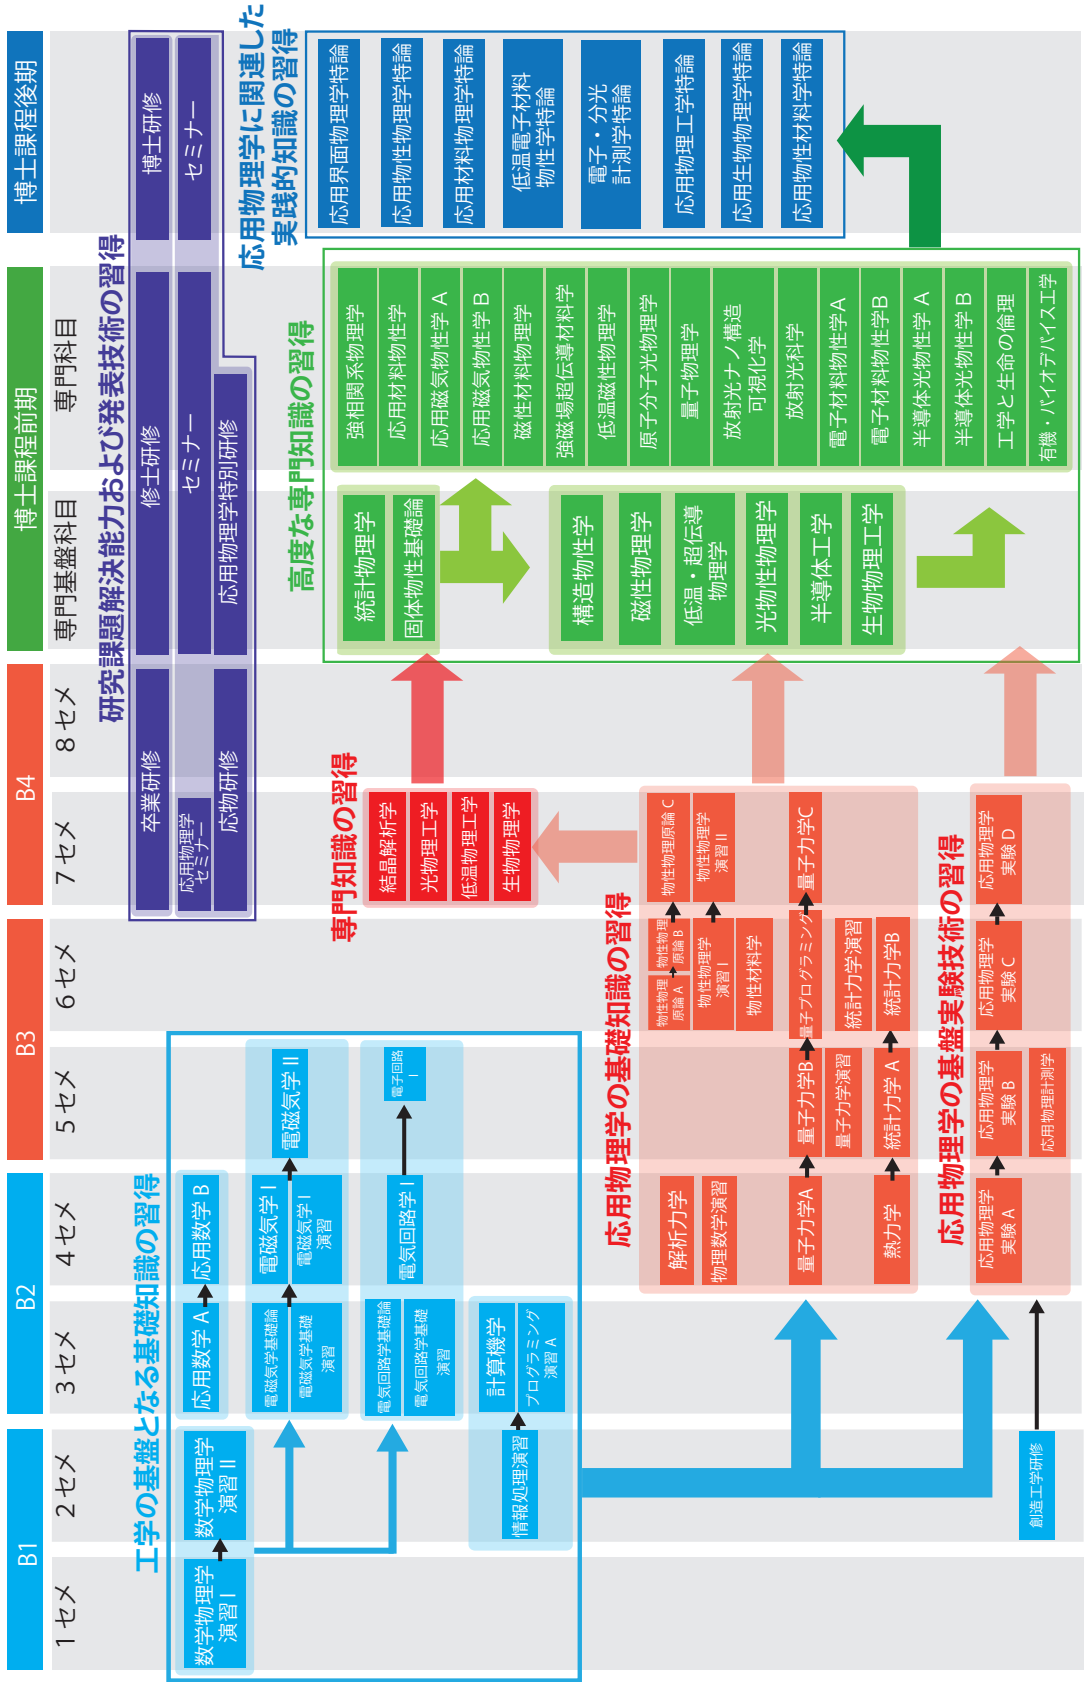 B1
B2
B3
B4
博士課程前期
博士課程後期
1セメ
2セメ
3セメ
4セメ
5セメ
6セメ
7セメ
8セメ
専門基盤科目
専門科目
研究課題解決能力および発表技術の習得
卒業研修
修士研修
博士研修
応用物理学
セミナー
セミナー
セミナー
応物研修
応用物理学特別研修
工学の基盤となる基礎知識の習得
数学物理学
演習 I
数学物理学
演習 II
応用数学 A
応用数学 B
電磁気学基礎論
電磁気学基礎
演習
電磁気学 I
電磁気学 I
演習
電磁気学 II
電気回路学基礎論
電気回路学基礎
演習
電気回路学 I
電子回路
I
情報処理演習
計算機学
プログラミング
演習 A
専門知識の習得
結晶解析学
光物理工学
低温物理工学
生物物理学
応用物理学の基礎知識の習得
物性物理
原論 A
物性物理
原論 B
物性物理原論 C
物性物理学
演習 I
物性物理学
演習 II
物性材料学
解析力学
物理数学演習
量子力学A
量子力学B
量子プログラミング
量子力学C
量子力学演習
統計力学演習
熱力学
統計力学 A
統計力学B
応用物理学の基盤実験技術の習得
応用物理学
実験 A
応用物理学
実験 B
応用物理学
実験 C
応用物理学
実験 D
応用物理計測学
創造工学研修
高度な専門知識の習得
統計物理学
固体物性基礎論
構造物性学
磁性物理学
低温・超伝導
物理学
光物性物理学
半導体工学
生物物理工学
強相関系物理学
応用材料物性学
応用磁気物性学 A
応用磁気物性学 B
磁性材料物理学
強磁場超伝導材料学
低温磁性物理学
原子分子光物理学
量子物理学
放射光ナノ構造
可視化学
放射光科学
電子材料物性学A
電子材料物性学B
半導体光物性学 A
半導体光物性学 B
工学と生命の倫理
有機・バイオデバイス工学
応用物理学に関連した
実践的知識の習得
応用界面物理学特論
応用物性物理学特論
応用材料物理学特論
低温電子材料
物性学特論
電子・分光
計測学特論
応用物理工学特論
応用生物物理学特論
応用物性材料学特論